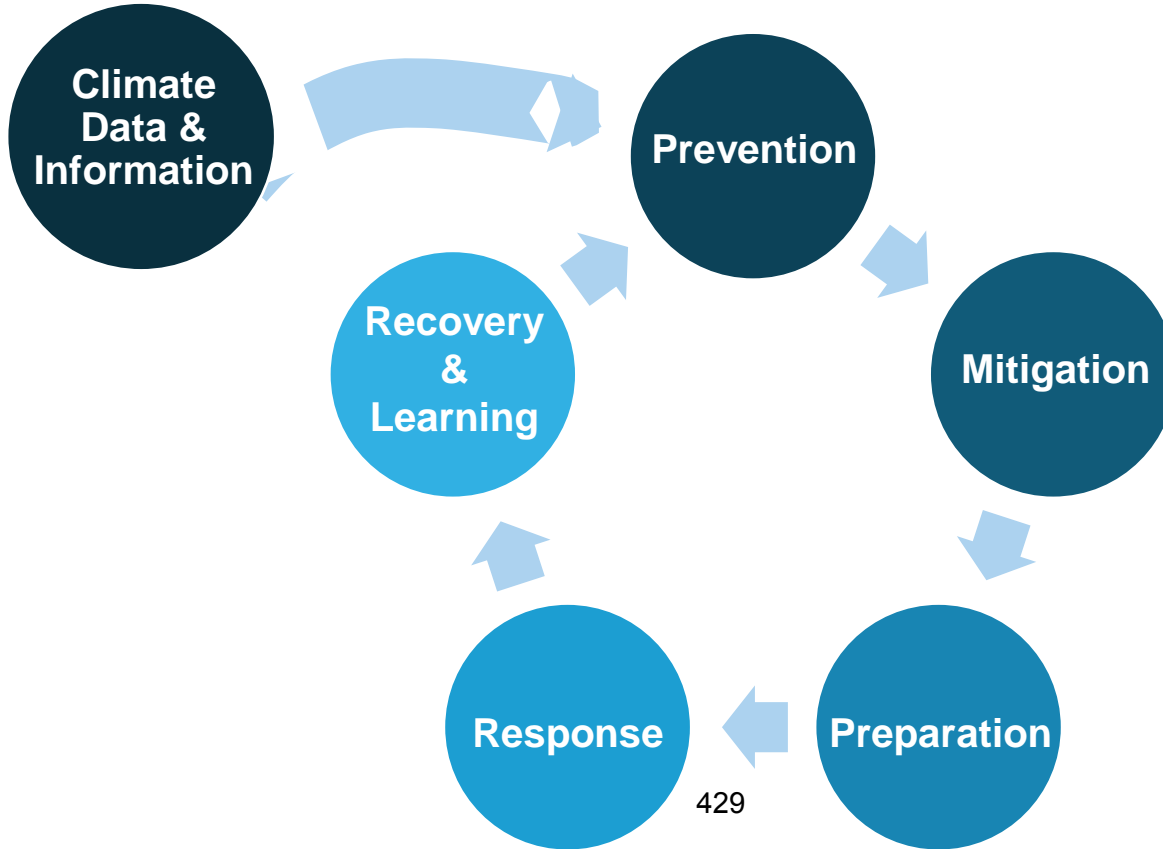 Climate
Data &
Information
Prevention
Mitigation
Recovery
&
Learning
Response
Preparation
429